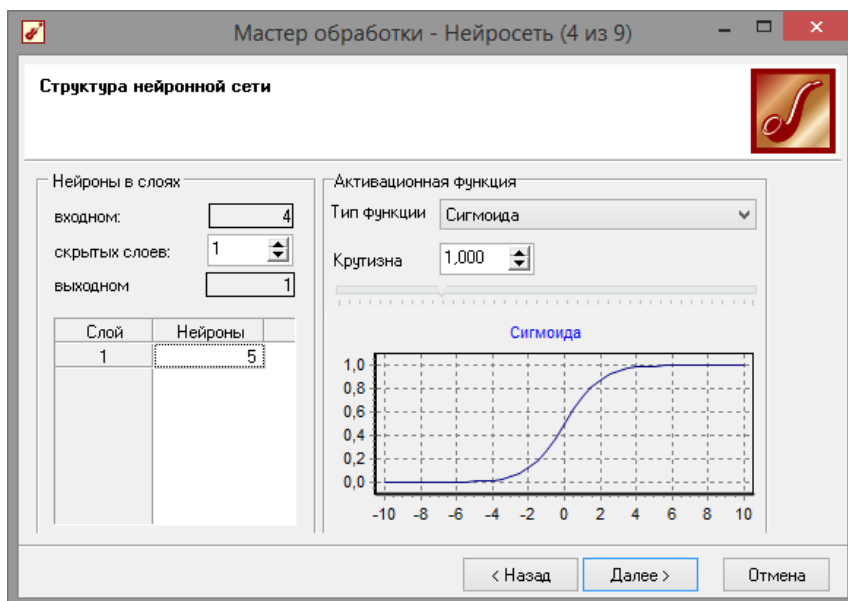 Мастер обработки - Нейросеть (4 из 9)
Структура нейронной сети
Нейроны в слоях
входном: 4
скрытых слоев: 1
выходном 1
Слой Нейроны
1 5
Активационная функция
Тип функции Сигмоида
Крутизна 1,000
Сигмоида
1,0
0,8
0,6
0,4
0,2
0,0
-10 -8 -6 -4 -2 0 2 4 6 8 10
< Назад Далее > Отмена